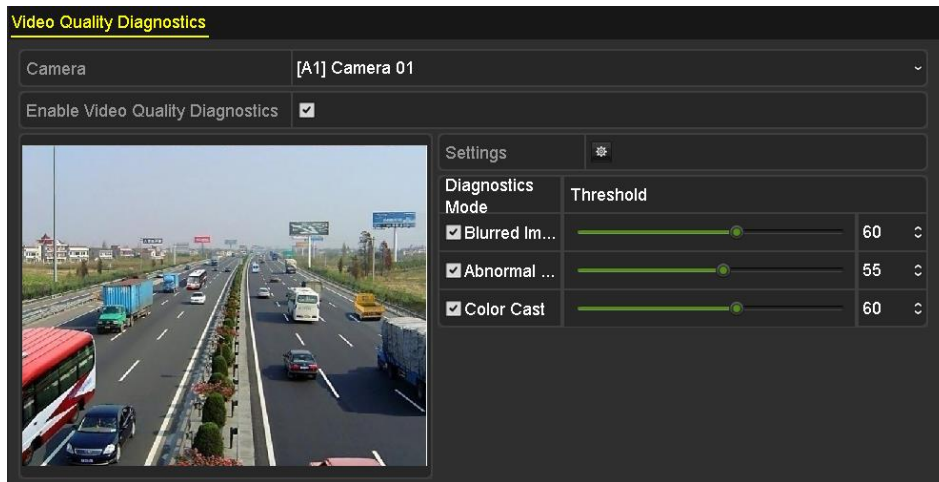 Video Quality Diagnostics
Camera [A1] Camera 01
Enable Video Quality Diagnostics
Settings
Diagnostics Mode Threshold
Blurred Im... 60
Abnormal ... 55
Color Cast 60